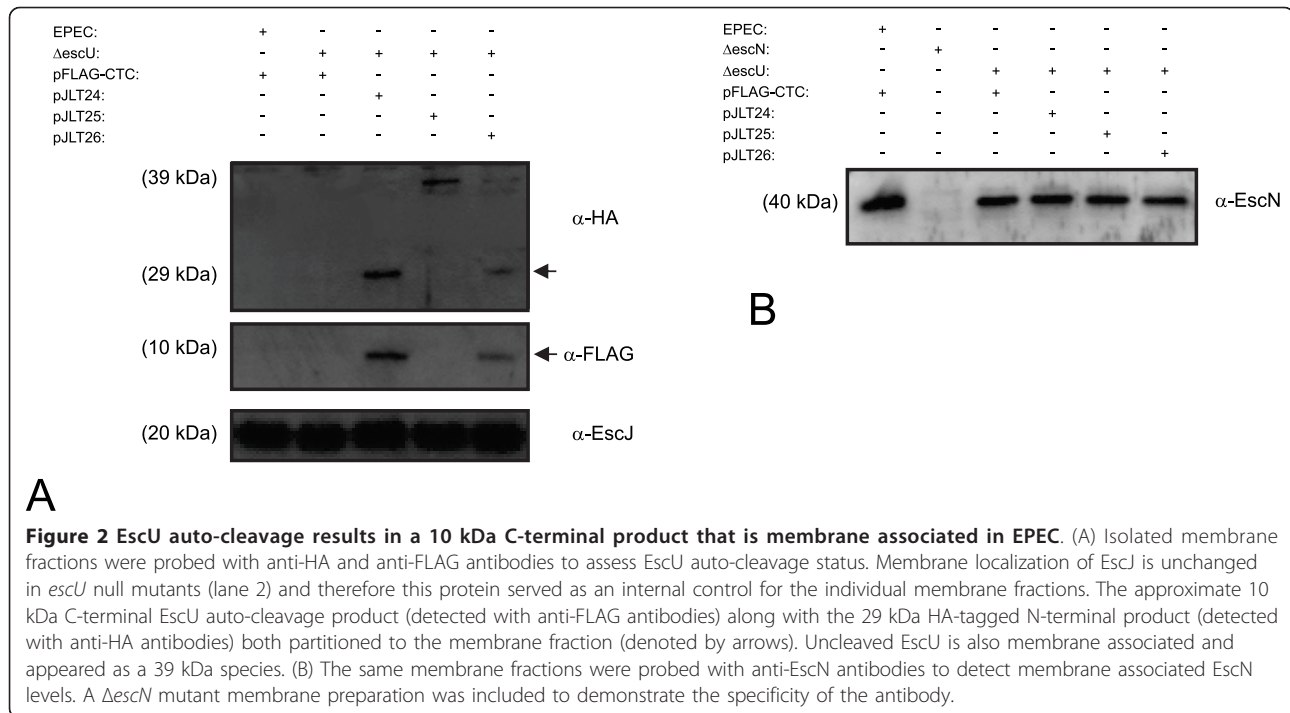 EPEC: + - - - -
ΔescU: - + + + +
pFLAG-CTC: + + - - -
pJLT24: - - + - -
pJLT25: - - - + -
pJLT26: - - - - +
(39 kDa)
α-HA
(29 kDa)
(10 kDa)
α-FLAG
(20 kDa)
α-EscJ
A
EPEC: + - - - - -
ΔescN: - + - - - -
ΔescU: - - + + + +
pFLAG-CTC: + - + - - -
pJLT24: - - - + - -
pJLT25: - - - - + -
pJLT26: - - - - - +
(40 kDa)
α-EscN
B
Figure 2 EscU auto-cleavage results in a 10 kDa C-terminal product that is membrane associated in EPEC. (A) Isolated membrane
fractions were probed with anti-HA and anti-FLAG antibodies to assess EscU auto-cleavage status. Membrane localization of EscJ is unchanged
in escU null mutants (lane 2) and therefore this protein served as an internal control for the individual membrane fractions. The approximate 10
kDa C-terminal EscU auto-cleavage product (detected with anti-FLAG antibodies) along with the 29 kDa HA-tagged N-terminal product (detected
with anti-HA antibodies) both partitioned to the membrane fraction (denoted by arrows). Uncleaved EscU is also membrane associated and
appeared as a 39 kDa species. (B) The same membrane fractions were probed with anti-EscN antibodies to detect membrane associated EscN
levels. A ΔescN mutant membrane preparation was included to demonstrate the specificity of the antibody.